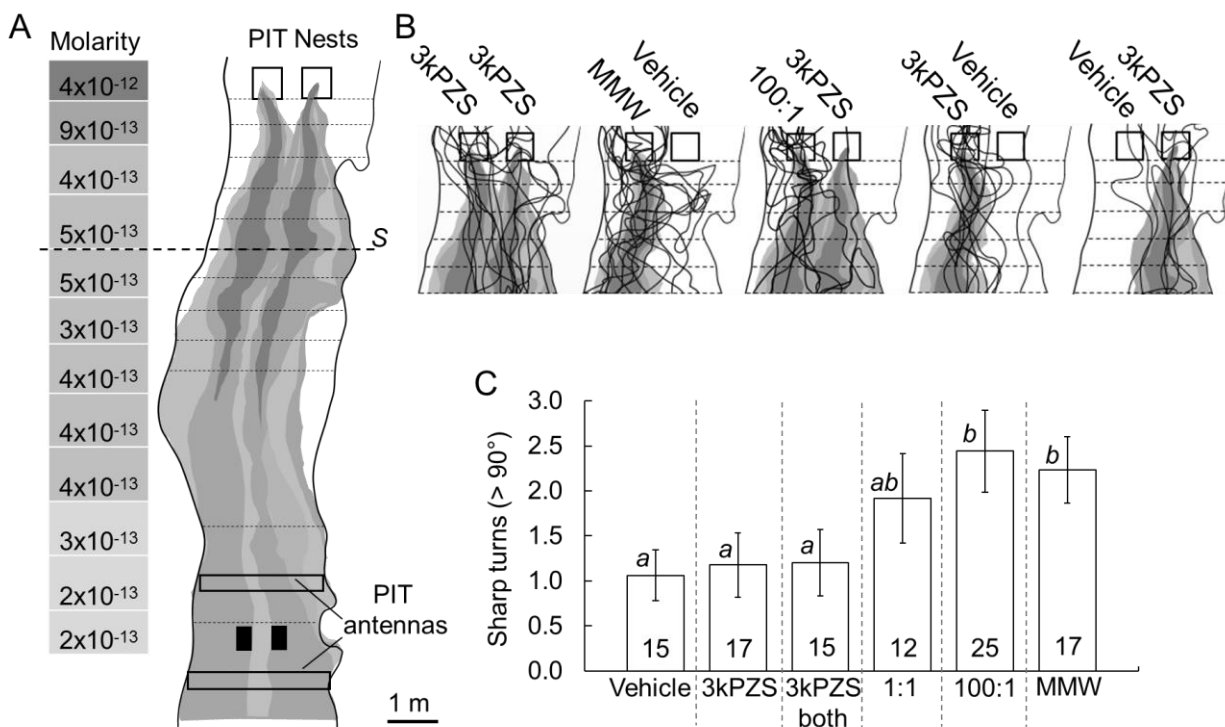 A
Molarity
PIT Nests
4x10-12
9x10-13
4x10-13
5x10-13
S
5x10-13
3x10-13
4x10-13
4x10-13
4x10-13
3x10-13
2x10-13
2x10-13
PIT
antennas
1 m
B
3kPZS
3kPZS
MMW
Vehicle
100:1
3kPZS
3kPZS
Vehicle
Vehicle
3kPZS
C
Sharp turns (> 90°)
3.0
2.5
2.0
1.5
1.0
0.5
0.0
a
a
a
ab
b
b
15
17
15
12
25
17
Vehicle
3kPZS
3kPZS
both
1:1
100:1
MMW